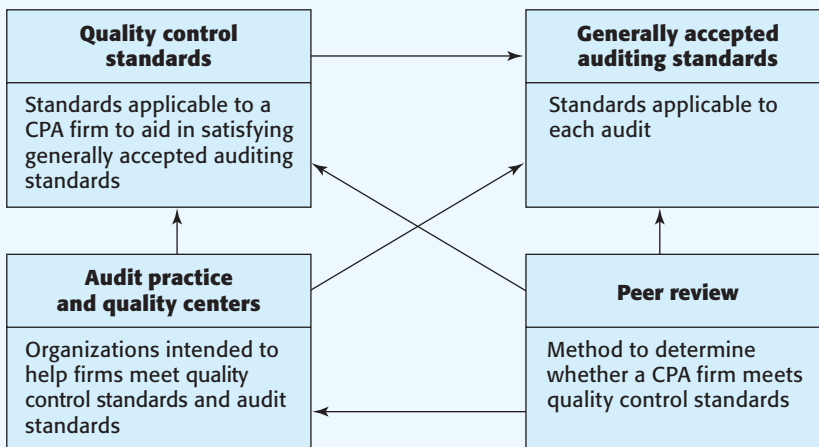 Quality control
standards
Standards applicable to a
CPA firm to aid in satisfying
generally accepted auditing
standards
Generally accepted
auditing standards
Standards applicable to
each audit
Audit practice
and quality centers
Organizations intended to
help firms meet quality
control standards and audit
standards
Peer review
Method to determine
whether a CPA firm meets
quality control standards